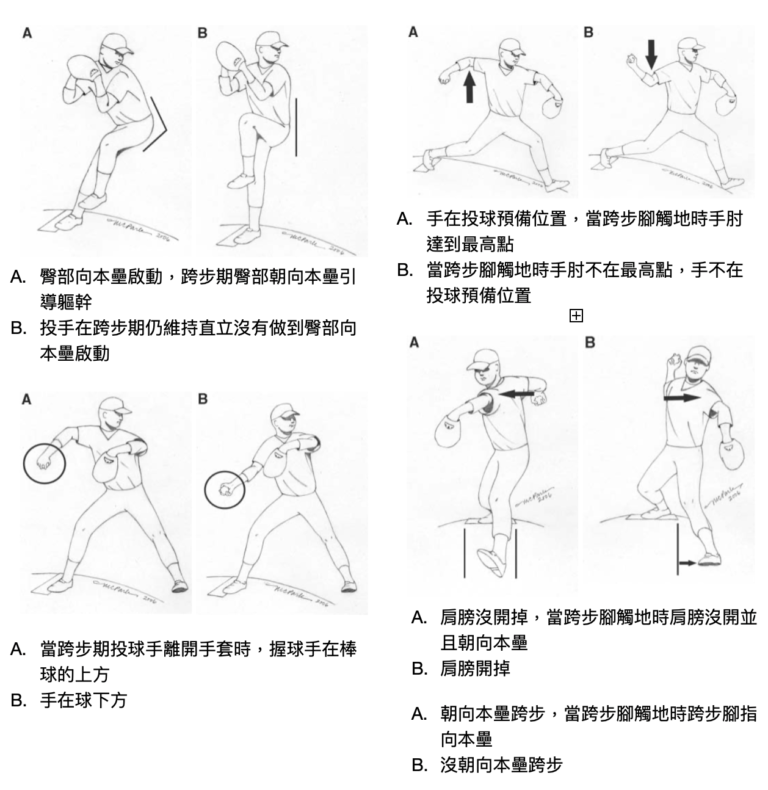 A
B
A. 臀部向本壘啟動，跨步期臀部朝向本壘引
導軀幹
B. 投手在跨步期仍維持直立沒有做到臀部向
本壘啟動
A
B
A. 當跨步期投球手離開手套時，握球手在棒
球的上方
B. 手在球下方
A
B
A. 手在投球預備位置，當跨步腳觸地時手肘
達到最高點
B. 當跨步腳觸地時手肘不在最高點，手不在
投球預備位置
A
B
A. 肩膀沒開掉，當跨步腳觸地時肩膀沒開並
且朝向本壘
B. 肩膀開掉
A. 朝向本壘跨步，當跨步腳觸地時跨步腳指
向本壘
B. 沒朝向本壘跨步